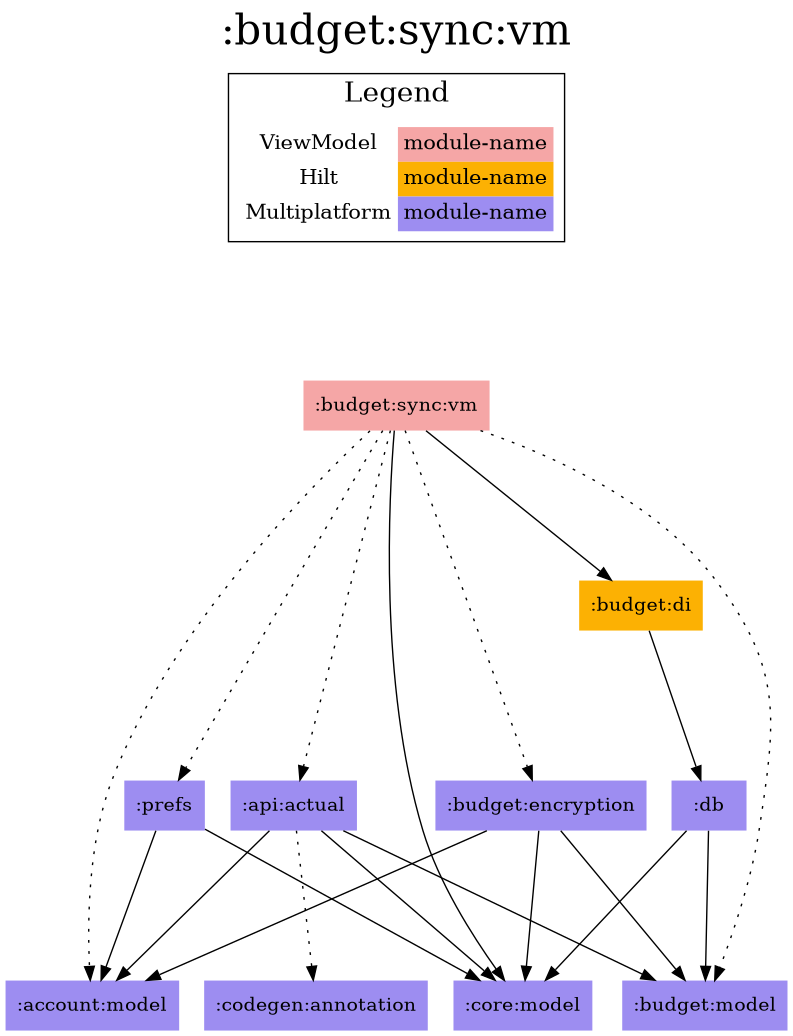 :budget:sync:vm
Legend
ViewModel module-name
Hilt module-name
Multiplatform module-name
:budget:sync:vm
:budget:di
:prefs :api:actual :budget:encryption :db
:account:model :codegen:annotation :core:model :budget:model